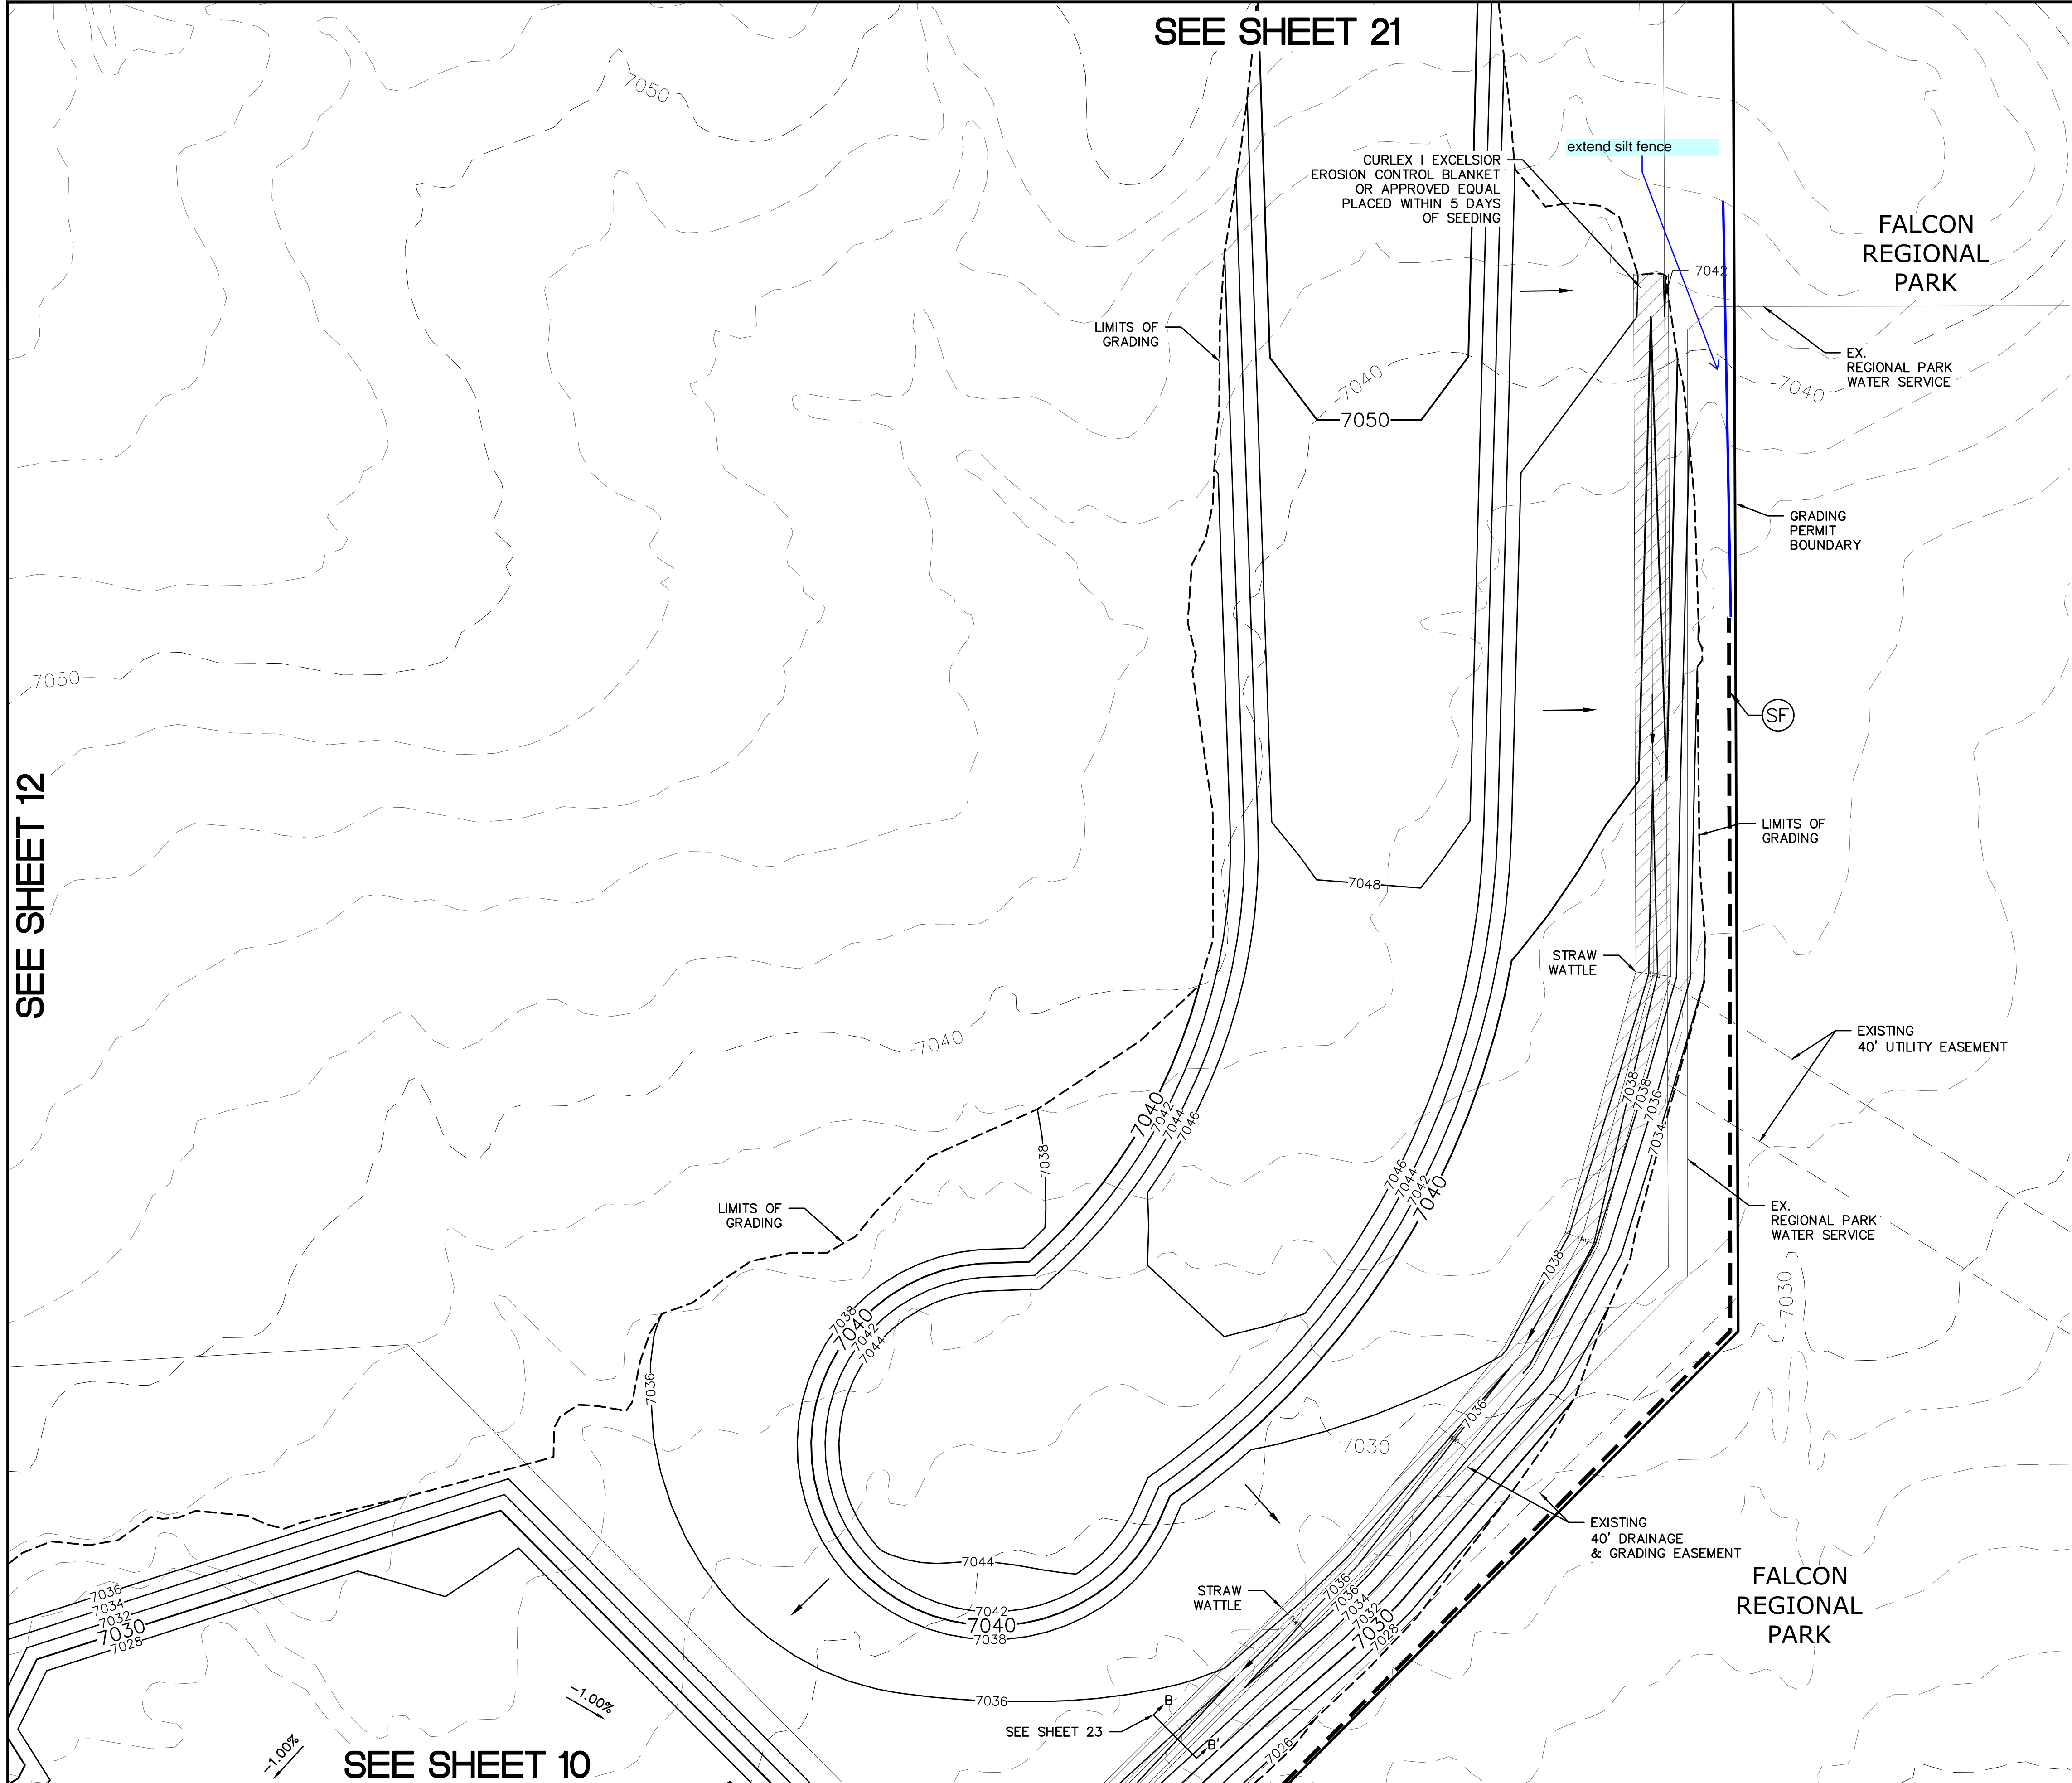 SEE SHEET 21
7050
extend silt fence
CURLEX I EXCELSIOR
EROSION CONTROL BLANKET
OR APPROVED EQUAL
PLACED WITHIN 5 DAYS
OF SEEDING
FALCON
REGIONAL
PARK
7042
LIMITS OF
GRADING
EX.
REGIONAL PARK
WATER SERVICE
7040
7040
7050
GRADING
PERMIT
BOUNDARY
7050
SF
SEE SHEET 12
LIMITS OF
GRADING
7048
STRAW
WATTLE
7040
EXISTING
40' UTILITY EASEMENT
7038
7038
7036
7034
7040
7042
7044
7046
7038
7046
7044
7042
7040
LIMITS OF
GRADING
EX.
REGIONAL PARK
WATER SERVICE
7038
7030
7038
7040
7042
7044
7036
7036
7030
EXISTING
40' DRAINAGE
& GRADING EASEMENT
7044
FALCON
REGIONAL
PARK
STRAW
WATTLE
7036
7036
7034
7032
7030
7028
7042
7040
7038
7036
7034
7032
7030
7028
7036
B
SEE SHEET 23
B'
7026
-1.00%
-1.00%
SEE SHEET 10